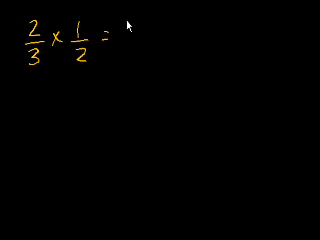 2/3 x 1/2 =